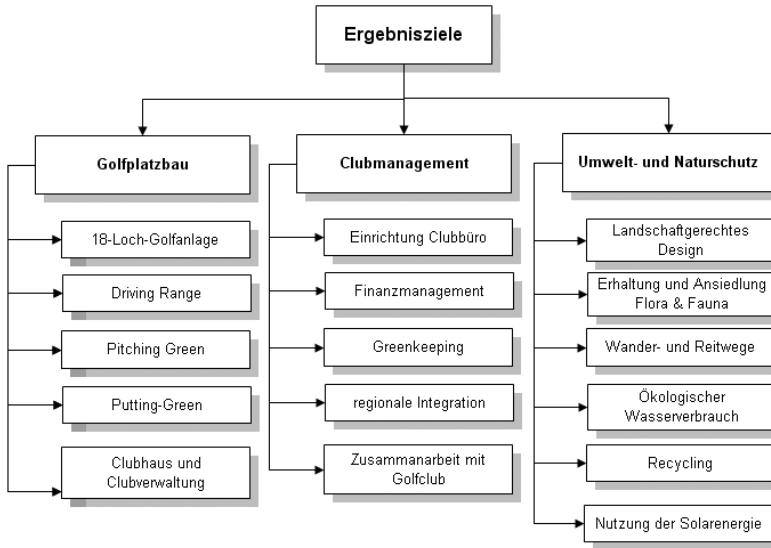 Ergebnisziele
Golfplatzbau
18-Loch-Golfanlage
Driving Range
Pitching Green
Putting-Green
Clubhaus und
Clubverwaltung
Clubmanagement
Einrichtung Clubbüro
Finanzmanagement
Greenkeeping
regionale Integration
Zusammanarbeit mit
Golfclub
Umwelt- und Naturschutz
Landschaftgerechtes
Design
Erhaltung und Ansiedlung
Flora & Fauna
Wander- und Reitwege
Ökologischer
Wasserverbrauch
Recycling
Nutzung der Solarenergie